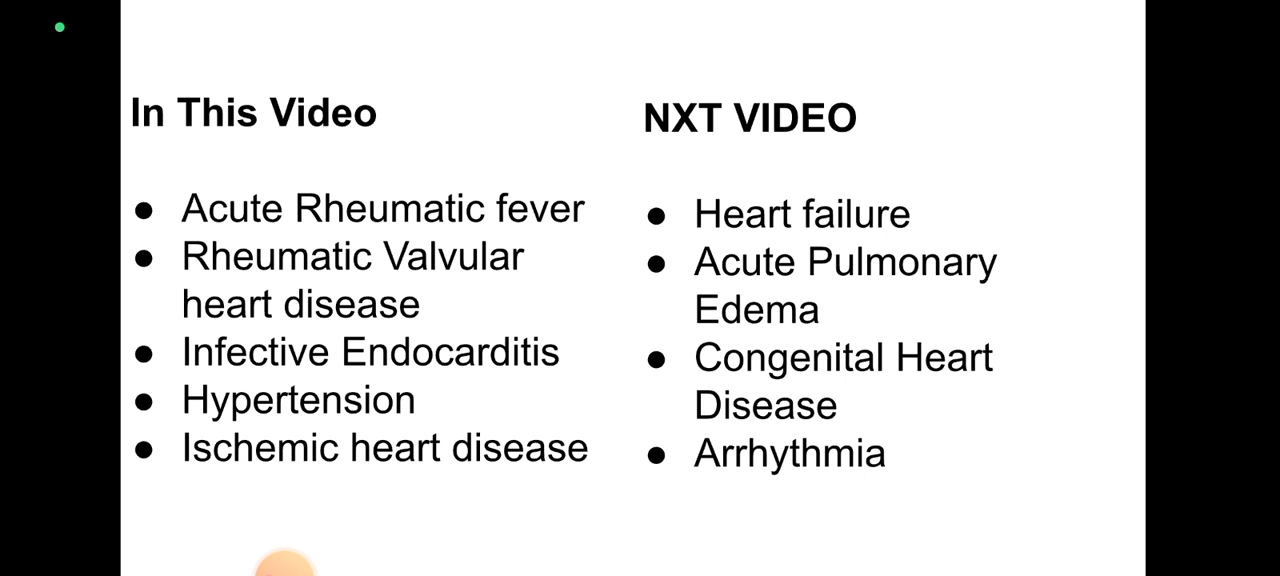 In This Video
● Acute Rheumatic fever
● Rheumatic Valvular
heart disease
● Infective Endocarditis
● Hypertension
● Ischemic heart disease
NXT VIDEO
● Heart failure
● Acute Pulmonary
Edema
● Congenital Heart
Disease
● Arrhythmia